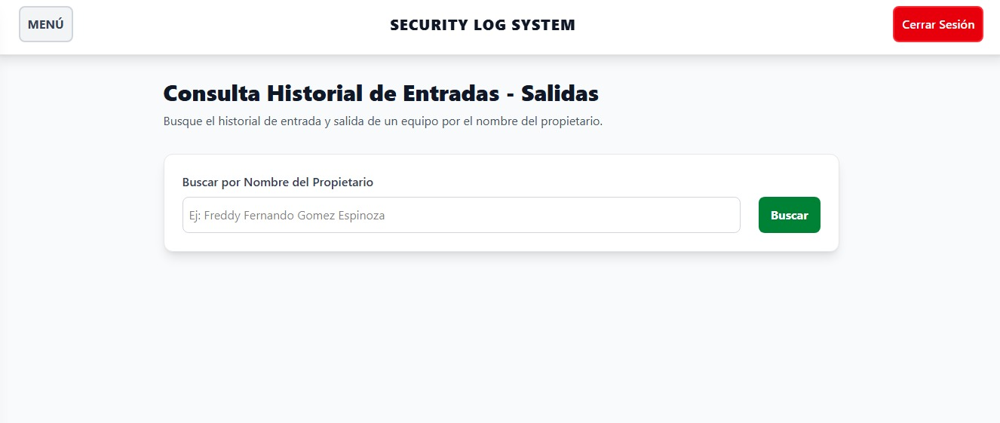 MENÚ
SECURITY LOG SYSTEM
Cerrar Sesión
Consulta Historial de Entradas - Salidas
Busque el historial de entrada y salida de un equipo por el nombre del propietario.
Buscar por Nombre del Propietario
Ej: Freddy Fernando Gomez Espinoza
Buscar